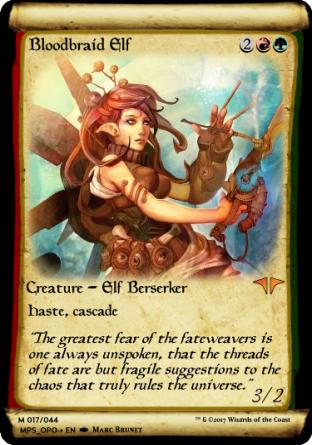 Bloodbraid Elf 2
Creature – Elf Berserker
Haste, cascade
"The greatest fear of the fateweavers is
one always unspoken, that the threads
of fate are but fragile suggestions to the
chaos that truly rules the universe."
3/2
M 017/044
MPS_OPO • EN Marc Brunet
™ & ©2017 Wizards of the Coast